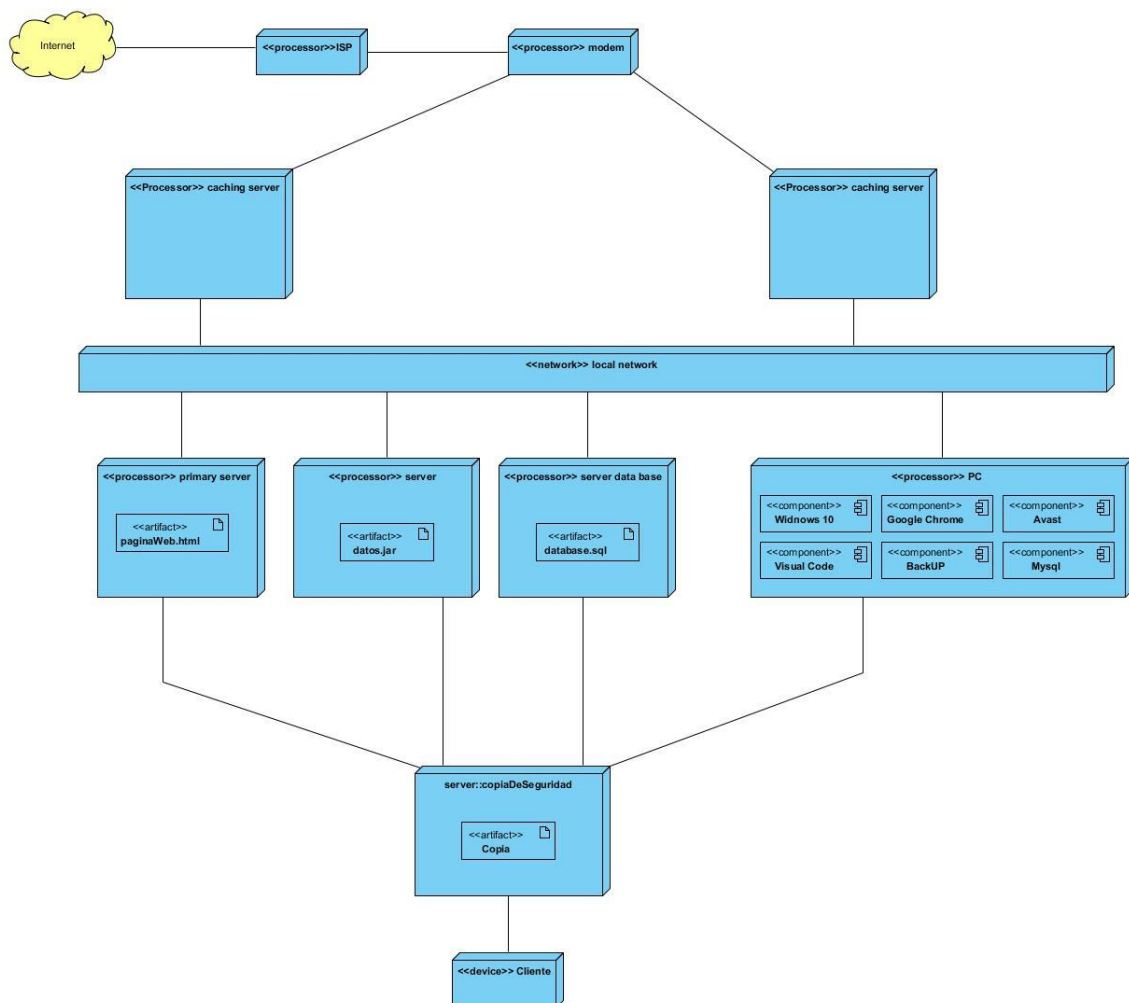 Internet
<<processor>>ISP
<<processor>> modem
<<Processor>> caching server
<<Processor>> caching server
<<network>> local network
<<processor>> primary server
<<artifact>>
paginaWeb.html
<<processor>> server
<<artifact>>
datos.jar
<<processor>> server data base
<<artifact>>
database.sql
<<processor>> PC
<<component>>
Widnows 10
<<component>>
Google Chrome
<<component>>
Avast
<<component>>
Visual Code
<<component>>
BackUP
<<component>>
Mysql
server::copiaDeSeguridad
<<artifact>>
Copia
<<device>> Cliente